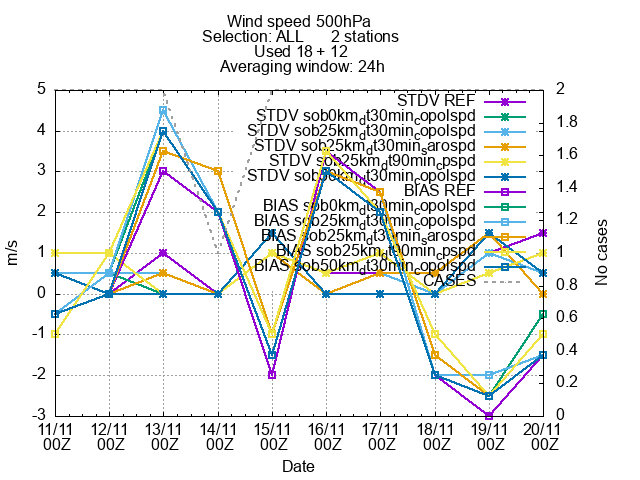 Wind speed 500hPa
Selection: ALL 2 stations
Used 18 + 12
Averaging window: 24h
STDV REF
STDV sob0km_dt30min_copolspd
STDV sob25km_dt30min_copolspd
STDV sob25km_dt30min_sarospd
STDV sob25km_dt90min_cpspd
STDV sob50km_dt30min_copolspd
BIAS REF
BIAS sob0km_dt30min_copolspd
BIAS sob25km_dt30min_copolspd
BIAS sob25km_dt30min_sarospd
BIAS sob25km_dt90min_cpspd
BIAS sob50km_dt30min_copolspd
CASES
5
4
3
2
1
0
-1
-2
-3
m/s
2
1.8
1.6
1.4
1.2
1
0.8
0.6
0.4
0.2
0
No cases
11/11 12/11 13/11 14/11 15/11 16/11 17/11 18/11 19/11 20/11
00Z 00Z 00Z 00Z 00Z 00Z 00Z 00Z 00Z 00Z
Date